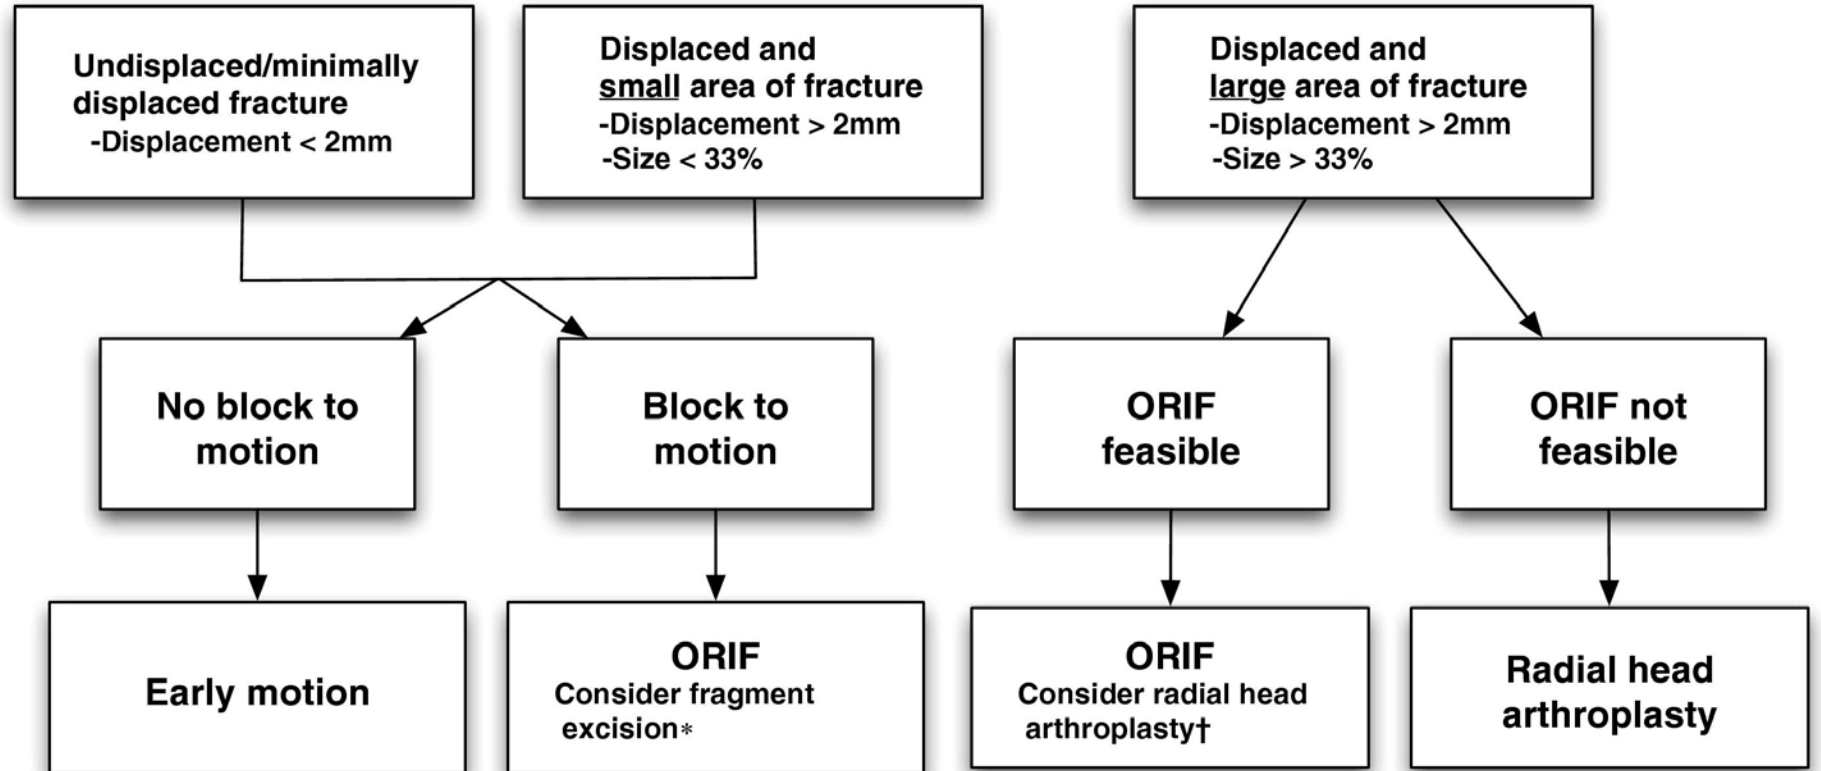 Undisplaced/minimally
displaced fracture
-Displacement < 2mm
Displaced and
small area of fracture
-Displacement > 2mm
-Size < 33%
Displaced and
large area of fracture
-Displacement > 2mm
-Size > 33%
No block to
motion
Block to
motion
ORIF
feasible
ORIF not
feasible
Early motion
ORIF
Consider fragment
excision*
ORIF
Consider radial head
arthroplasty†
Radial head
arthroplasty